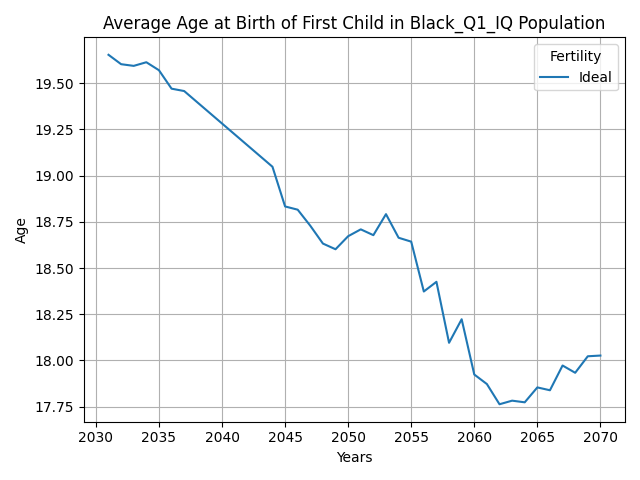 Average Age at Birth of First Child in Black_Q1_IQ Population
Fertility
Ideal
19.50
19.25
19.00
18.75
18.50
18.25
18.00
17.75
Age
2030 2035 2040 2045 2050 2055 2060 2065 2070
Years